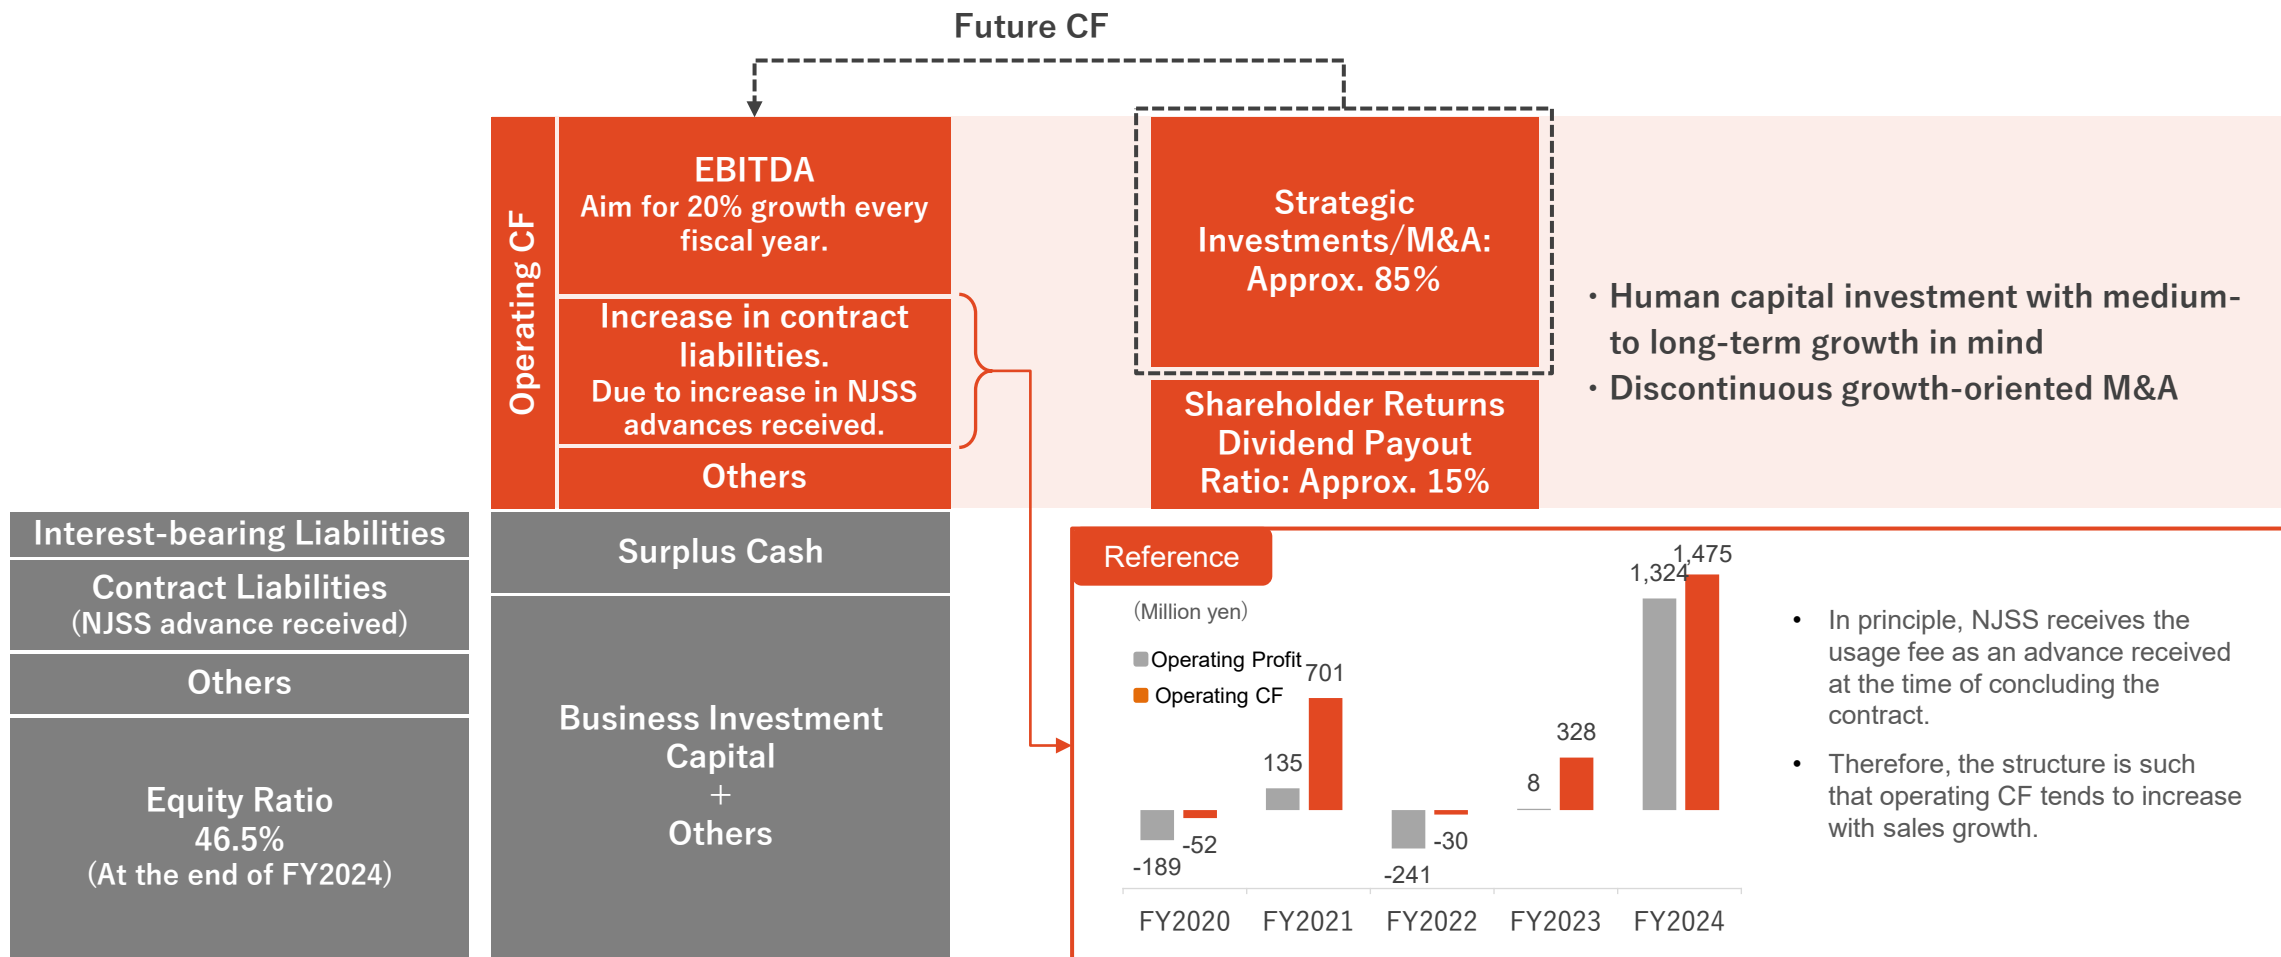 Future CF
Operating CF
EBITDA
Aim for 20% growth every
fiscal year.
Increase in contract
liabilities.
Due to increase in NJSS
advances received.
Others
Strategic
Investments/M&A:
Approx. 85%
Shareholder Returns
Dividend Payout
Ratio: Approx. 15%
・Human capital investment with medium-
to long-term growth in mind
・Discontinuous growth-oriented M&A
Interest-bearing Liabilities
Contract Liabilities
(NJSS advance received)
Others
Equity Ratio
46.5%
(At the end of FY2024)
Surplus Cash
Business Investment
Capital
+
Others
Reference
(Million yen)
Operating Profit
Operating CF
-189
-52
135
701
-241
-30
8
328
1,324
1,475
FY2020
FY2021
FY2022
FY2023
FY2024
• In principle, NJSS receives the
usage fee as an advance received
at the time of concluding the
contract.
• Therefore, the structure is such
that operating CF tends to increase
with sales growth.